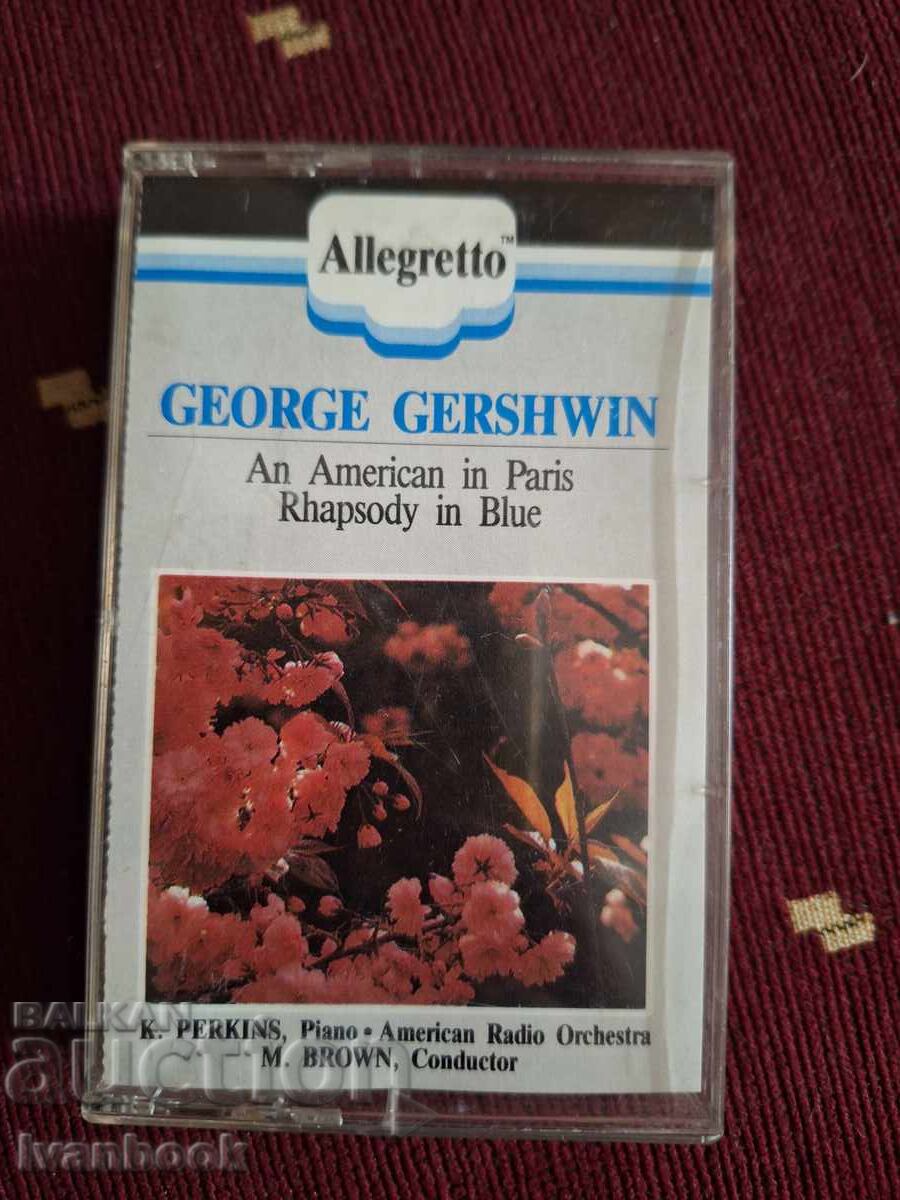 Allegretto™
GEORGE GERSHWIN
An American in Paris
Rhapsody in Blue
K. PERKINS, Piano • American Radio Orchestra
M. BROWN, Conductor
BALKAN
auction
Ivanbook